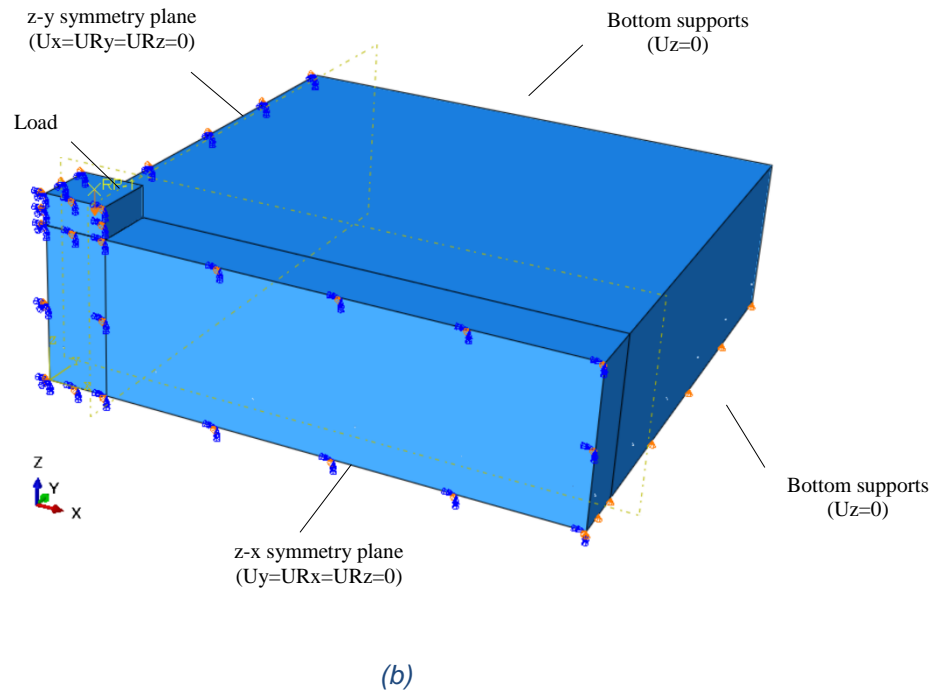 z-y symmetry plane
(Ux=URy=URz=0)
Bottom supports
(Uz=0)
Load
RP-1
Z
Y
X
Bottom supports
(Uz=0)
z-x symmetry plane
(Uy=URx=URz=0)
(b)